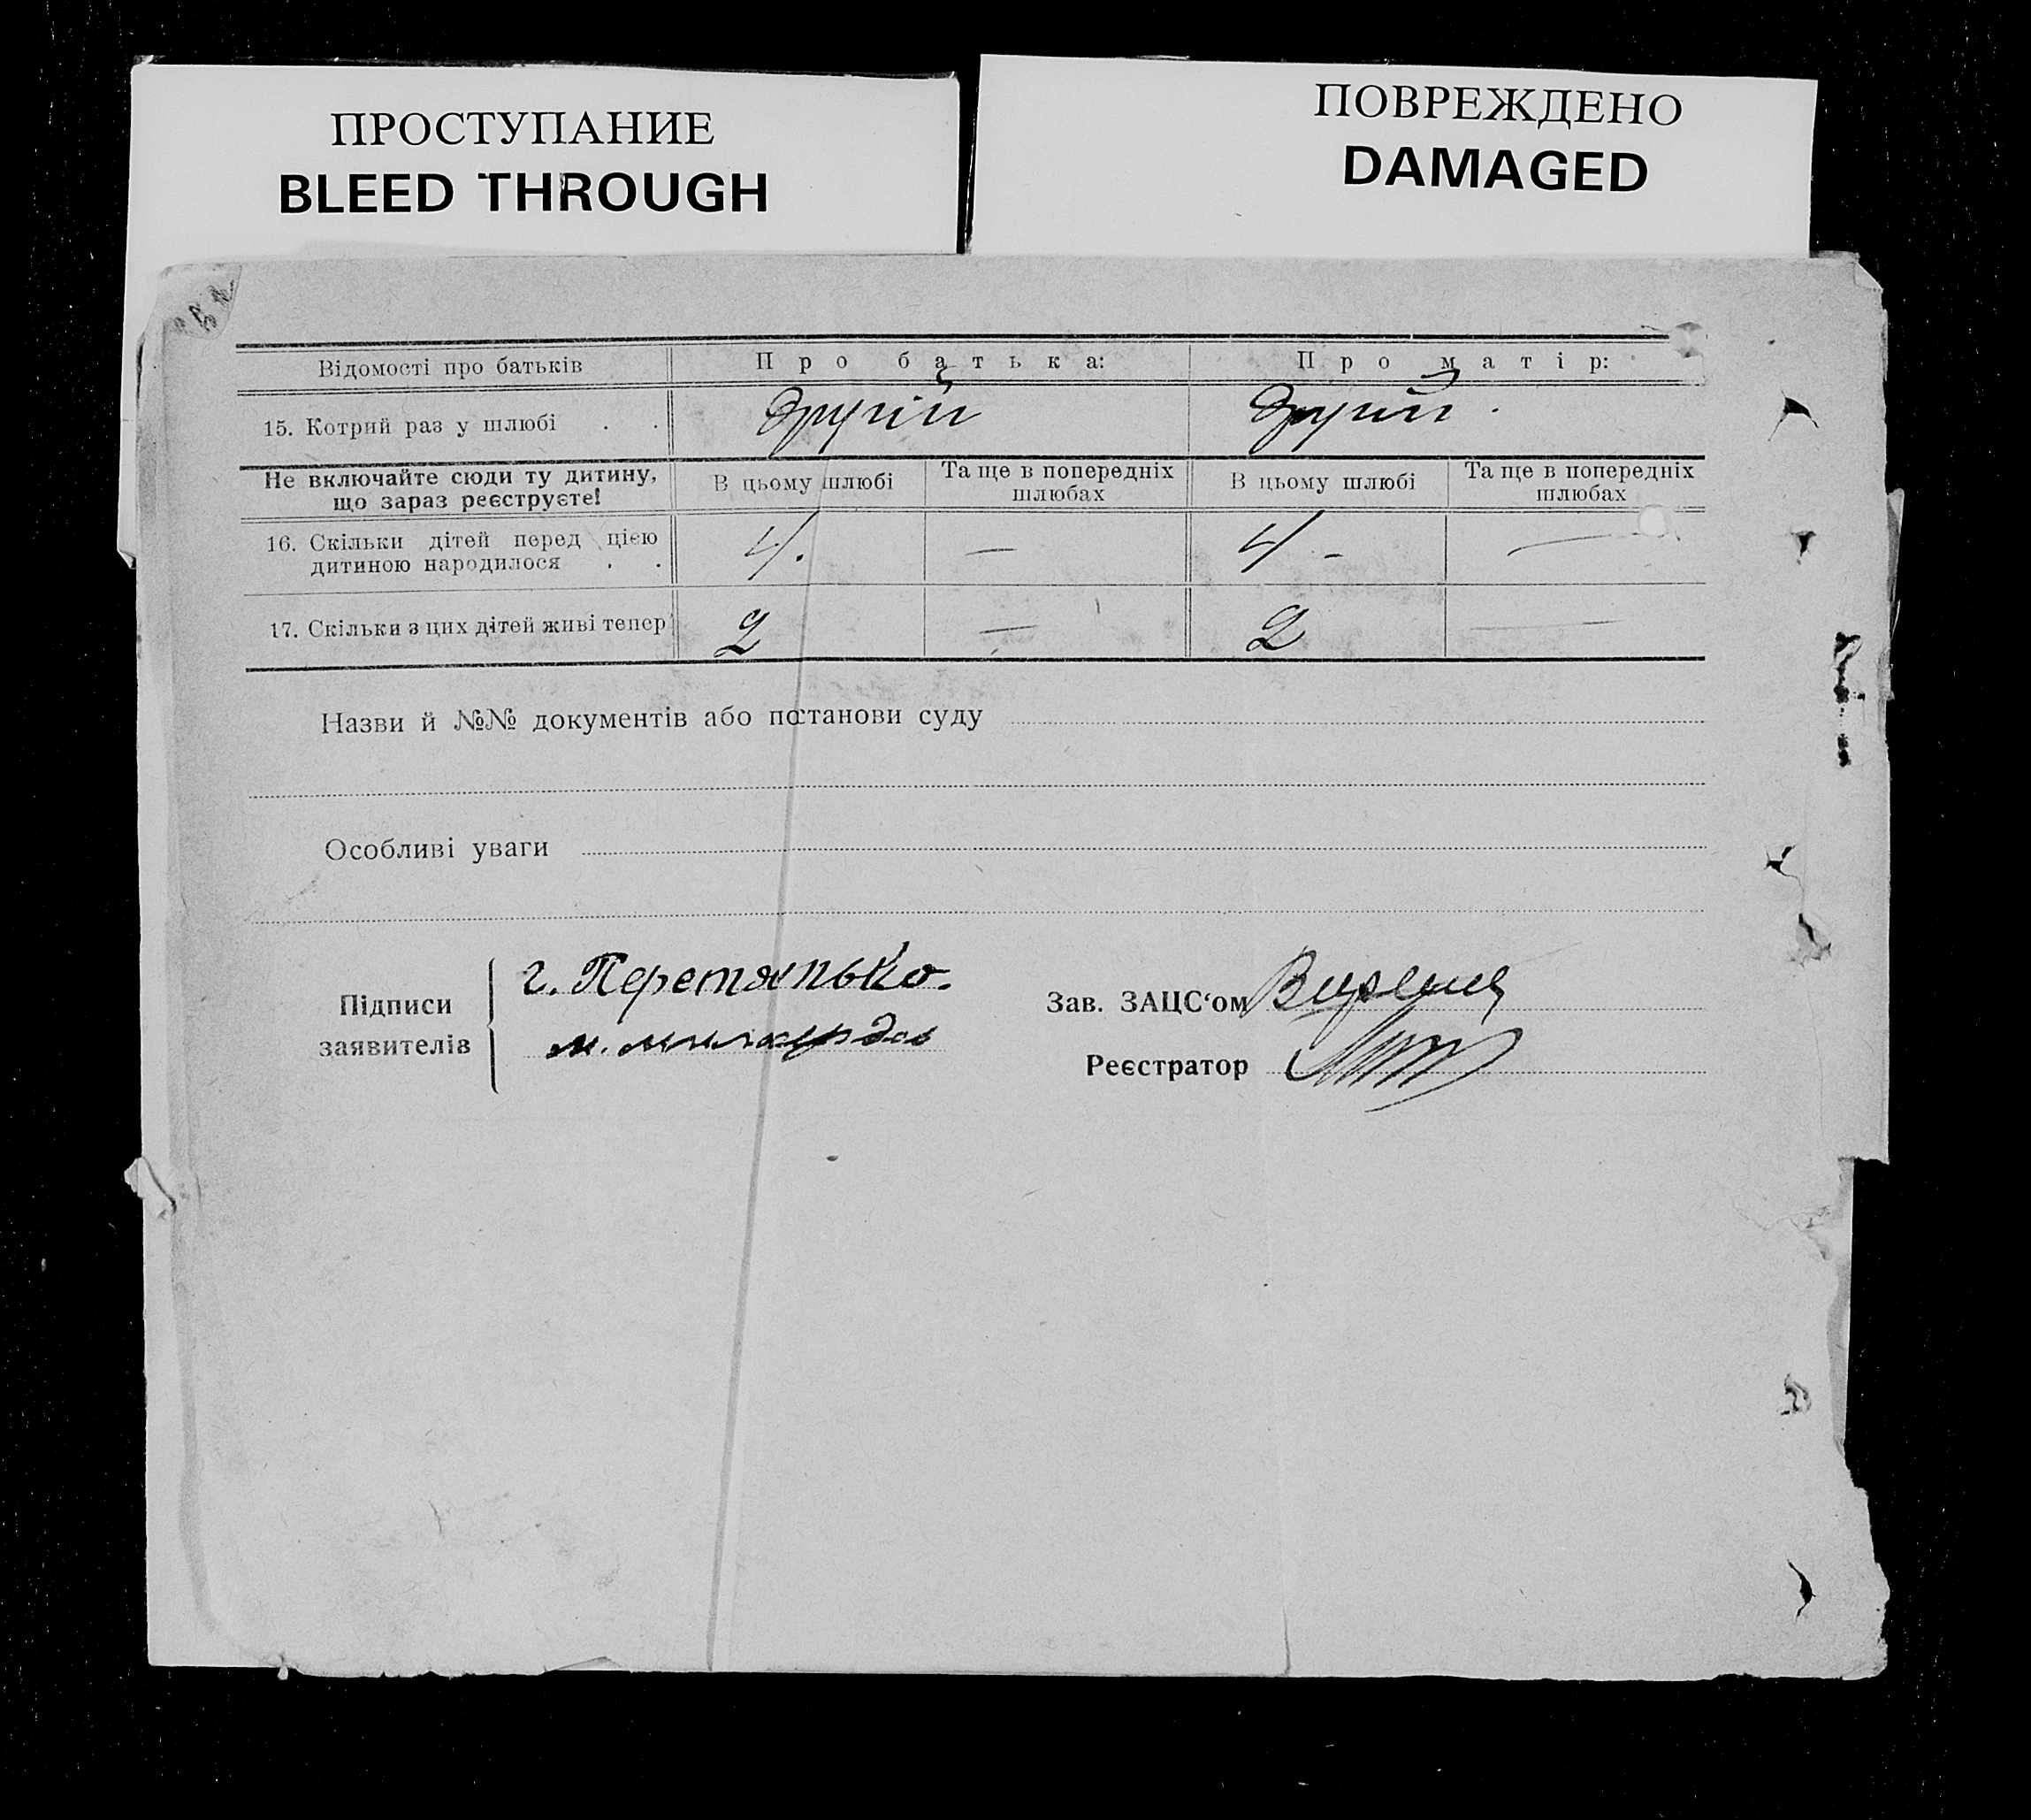 ПРОСТУПАНИЕ
BLEED THROUGH
ПОВРЕЖДЕНО
DAMAGED
Відомості про батьків Про батька: Про матір:
15. Котрий раз у шлюбі . . Другій Другий.
Не включайте сюди ту дитину, що зараз реєструєте! В цьому шлюбі Та ще в попередніх шлюбах В цьому шлюбі Та ще в попередніх шлюбах
16. Скільки дітей перед цією дитиною народилося . . 4. — 4 - —
17. Скільки з цих дітей живі тепер 2 — 2 —
Назви й №№ документів або постанови суду
Особливі уваги
Підписи заявителів
г. Перетятько.
м.
Зав. ЗАЦС‘ом
Реєстратор